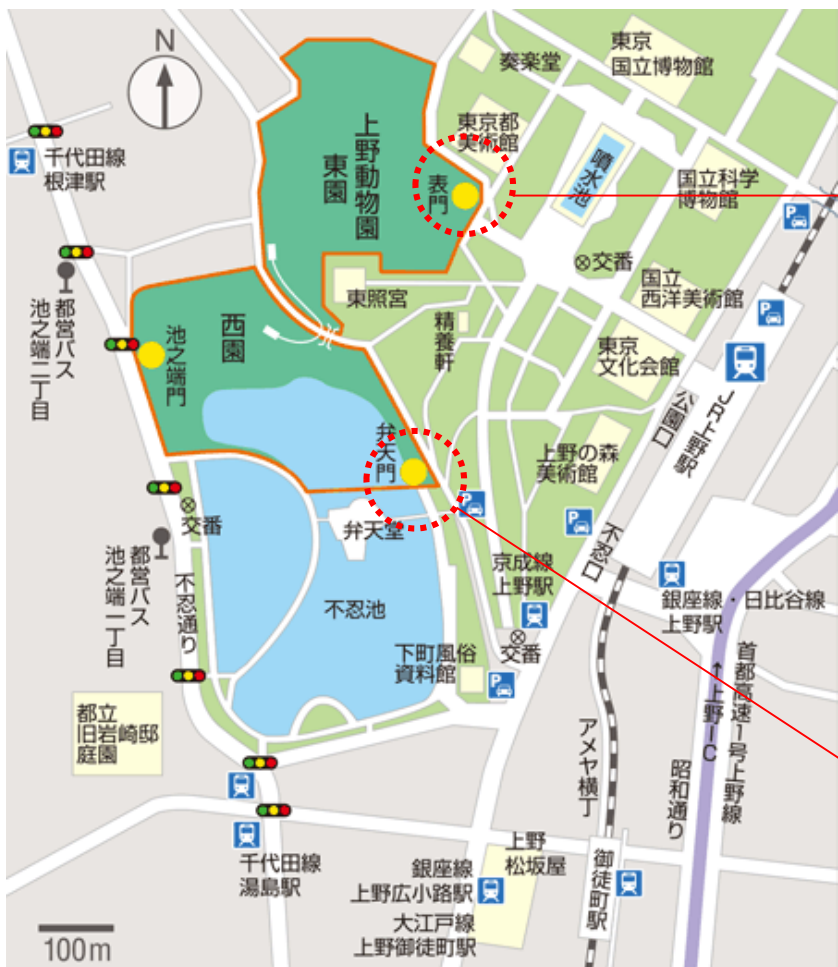 N
奏楽堂
東京
国立博物館
上野動物園
東園
東京都
美術館
表門
噴水池
国立科学
博物館
千代田線
根津駅
交番
国立
西洋美術館
東照宮
精養軒
東京
文化会館
都営バス
池之端二丁目
池之端門
西園
公園口
JR上野駅
弁天門
上野の森
美術館
交番
弁天堂
都営バス
池之端一丁目
不忍通り
不忍池
京成線
上野駅
不忍口
銀座線・日比谷線
上野駅
下町風俗
資料館
交番
都立
旧岩崎邸
庭園
アメヤ横丁
↑上野IC
首都高速1号上野線
昭和通り
千代田線
湯島駅
上野
松坂屋
銀座線
上野広小路駅
大江戸線
上野御徒町駅
御徒町駅
100m
P
P
P
P
P